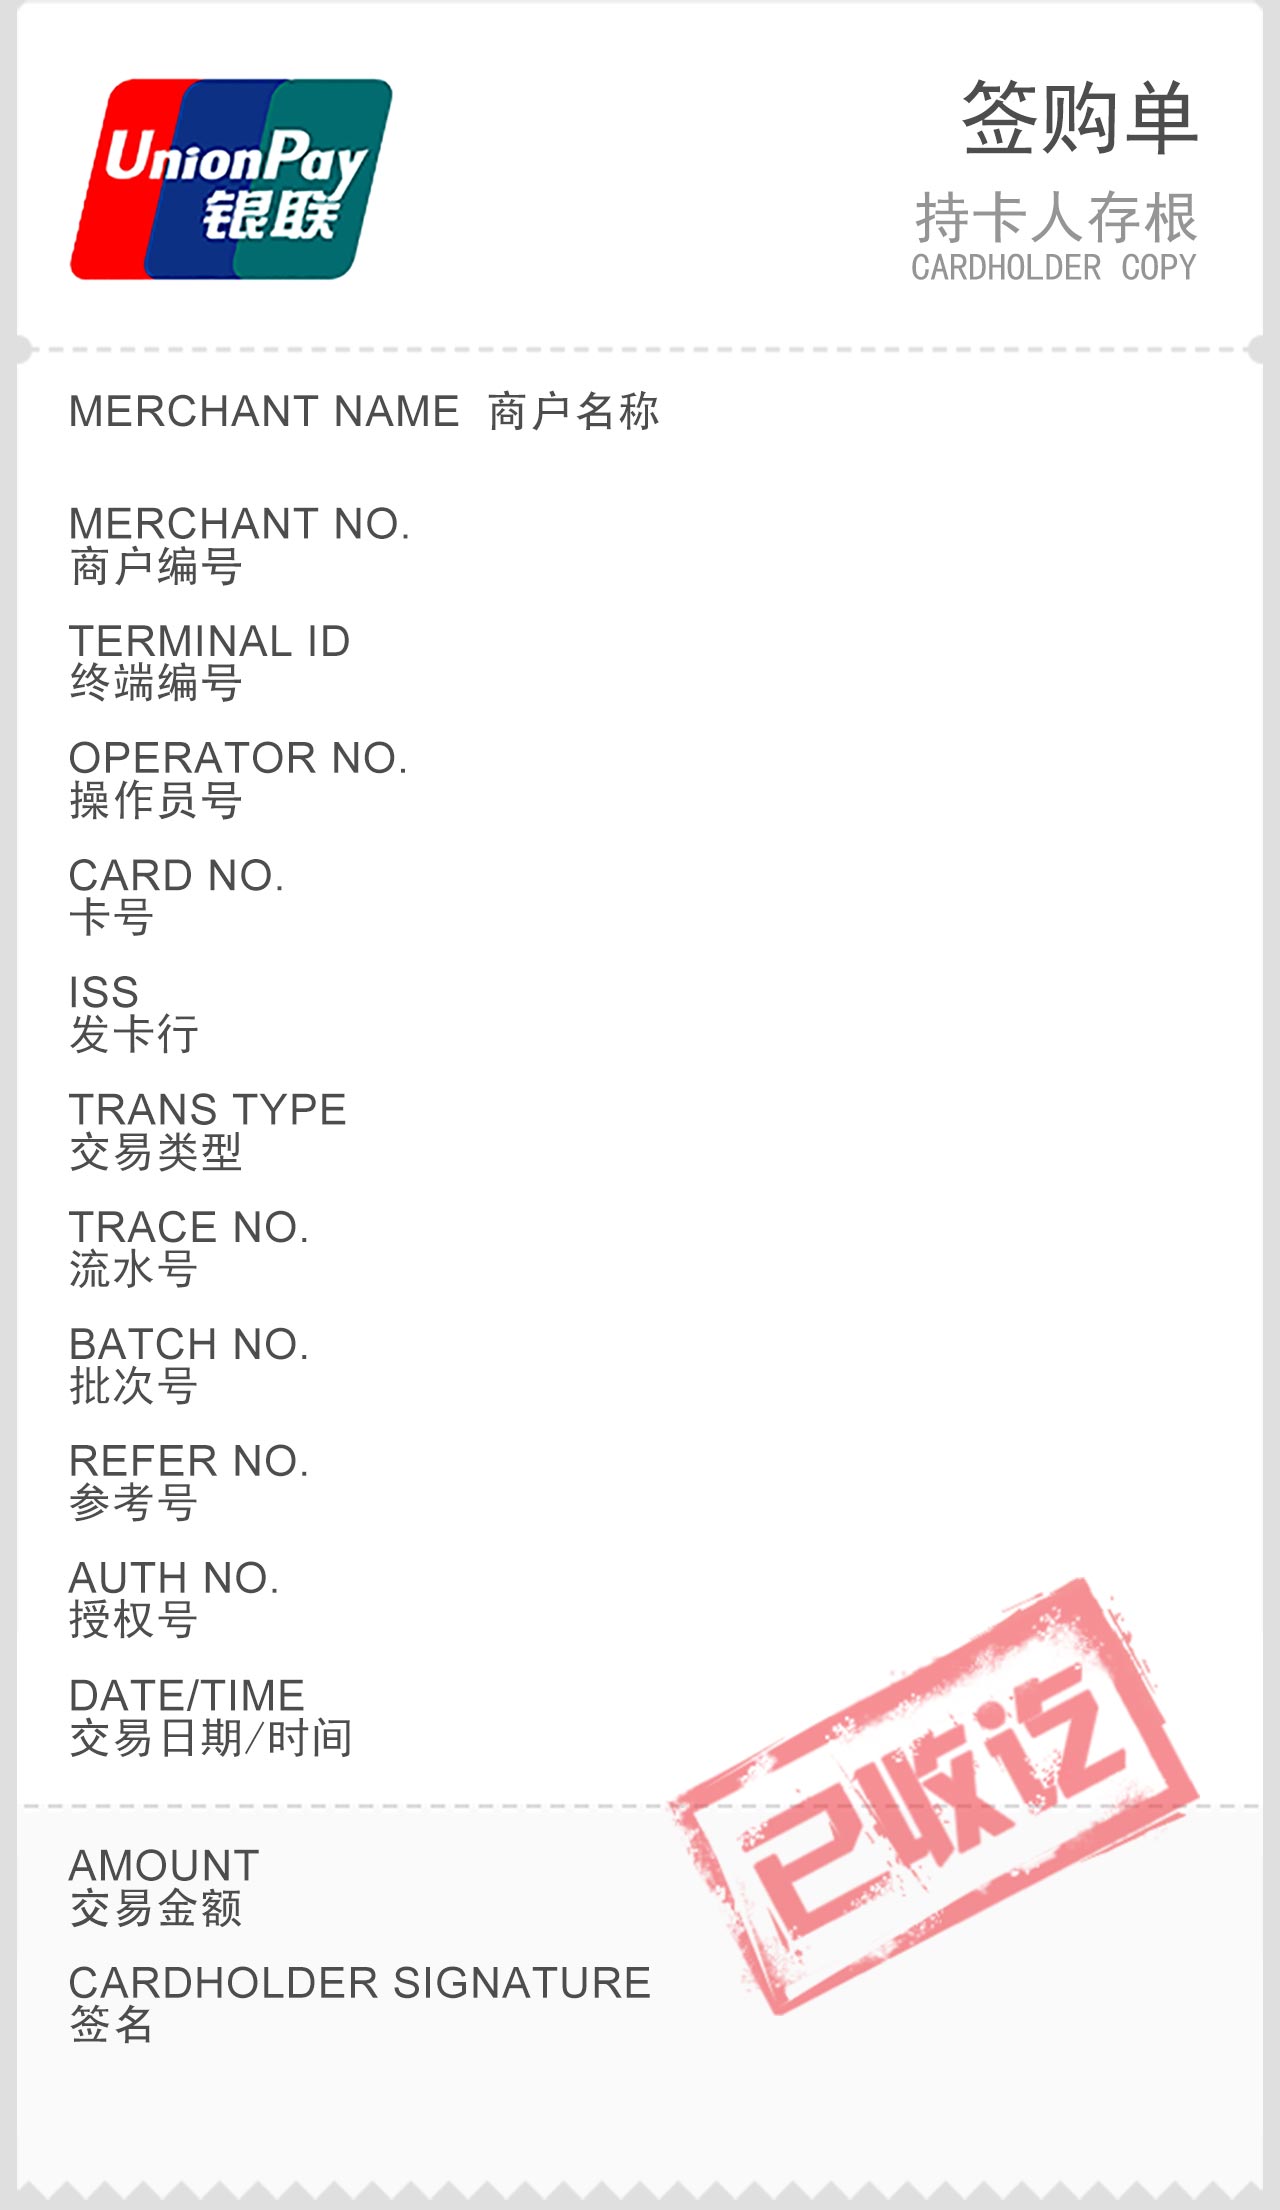 UnionPay
银联
签购单
持卡人存根
CARDHOLDER COPY
MERCHANT NAME 商户名称
MERCHANT NO.
商户编号
TERMINAL ID
终端编号
OPERATOR NO.
操作员号
CARD NO.
卡号
ISS
发卡行
TRANS TYPE
交易类型
TRACE NO.
流水号
BATCH NO.
批次号
REFER NO.
参考号
AUTH NO.
授权号
DATE/TIME
交易日期/时间
已收讫
AMOUNT
交易金额
CARDHOLDER SIGNATURE
签名